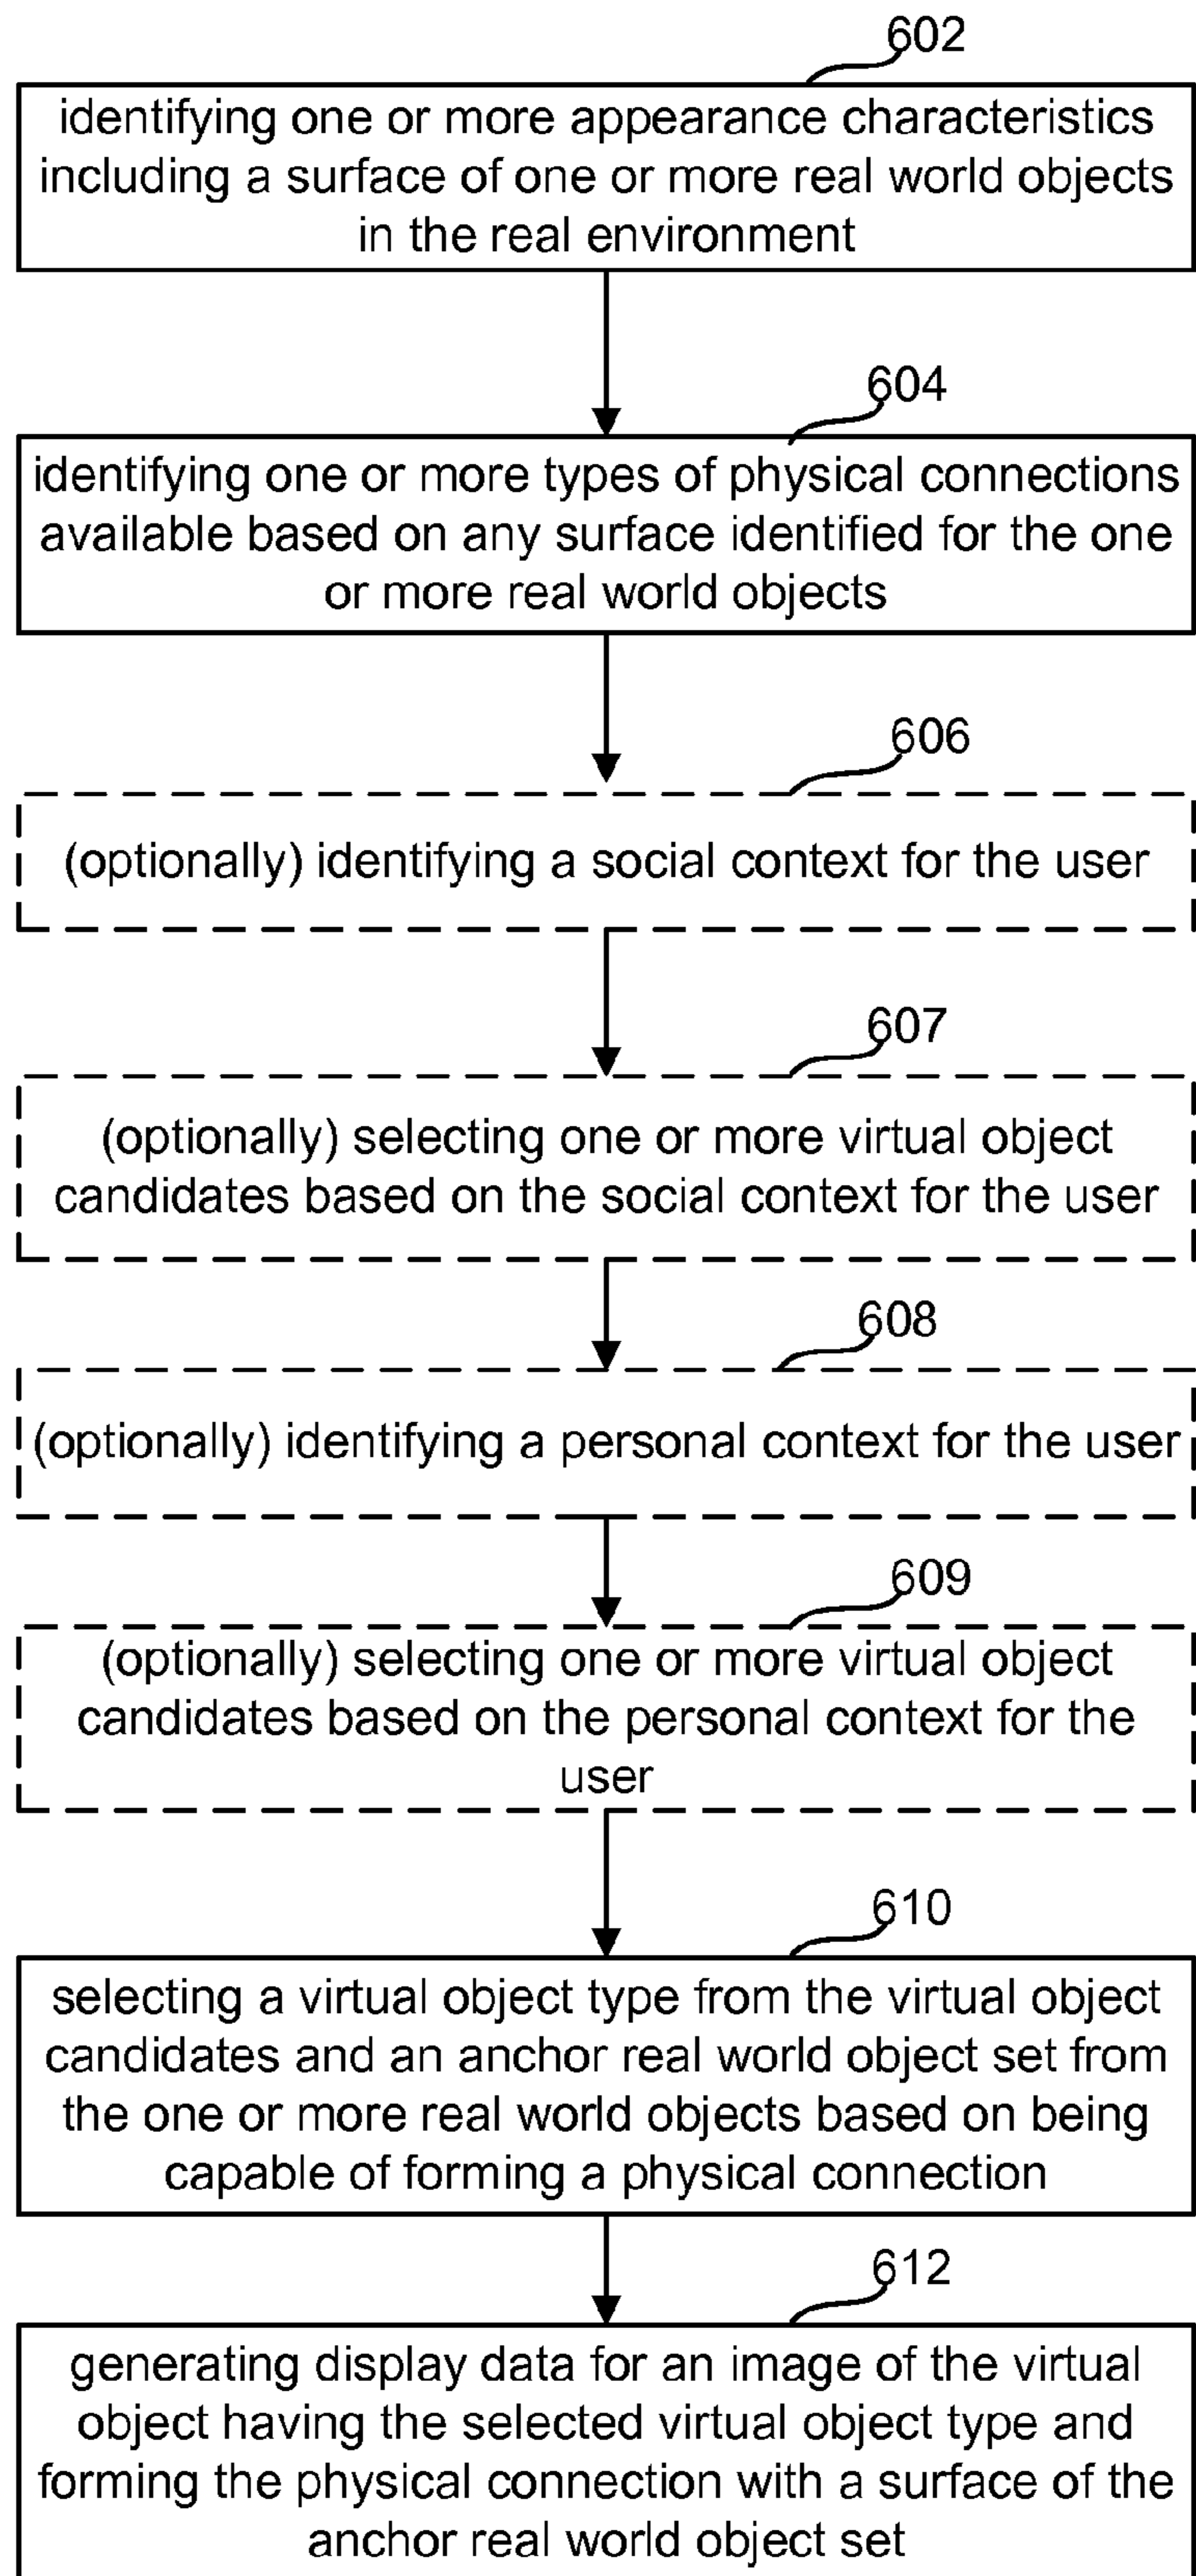 602
identifying one or more appearance characteristics
including a surface of one or more real world objects
in the real environment
604
identifying one or more types of physical connections
available based on any surface identified for the one
or more real world objects
606
(optionally) identifying a social context for the user
607
(optionally) selecting one or more virtual object
candidates based on the social context for the user
608
(optionally) identifying a personal context for the user
609
(optionally) selecting one or more virtual object
candidates based on the personal context for the
user
610
selecting a virtual object type from the virtual object
candidates and an anchor real world object set from
the one or more real world objects based on being
capable of forming a physical connection
612
generating display data for an image of the virtual
object having the selected virtual object type and
forming the physical connection with a surface of the
anchor real world object set